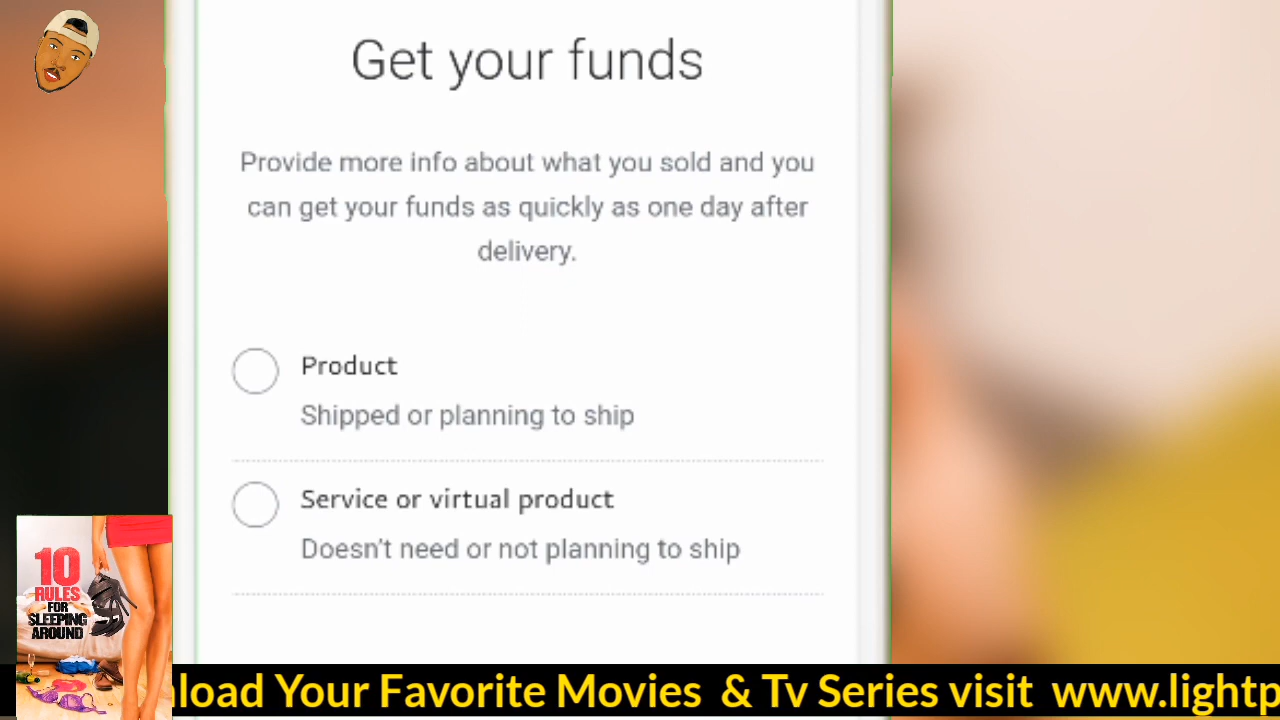 Get your funds
Provide more info about what you sold and you
can get your funds as quickly as one day after
delivery.
Product
Shipped or planning to ship
Service or virtual product
Doesn't need or not planning to ship
10
RULES
FOR
SLEEPING
AROUND
load Your Favorite Movies & Tv Series visit www.lightp